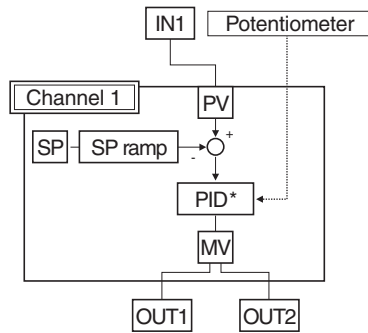 IN1
Potentiometer
Channel 1
PV
+
SP
SP ramp
-
PID*
MV
OUT1
OUT2